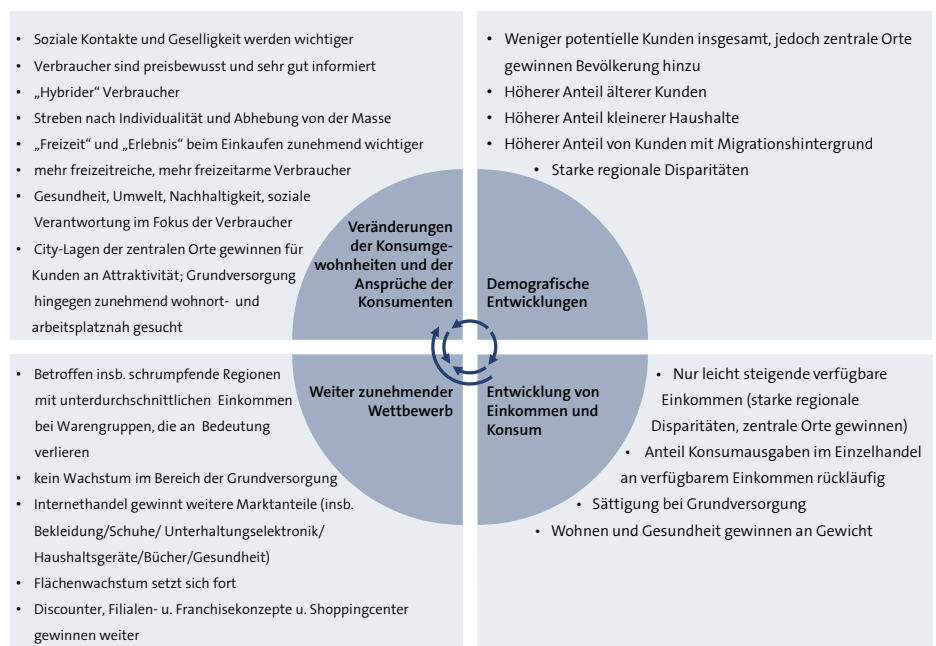 • Soziale Kontakte und Geselligkeit werden wichtiger
• Verbraucher sind preisbewusst und sehr gut informiert
• „Hybrider“ Verbraucher
• Streben nach Individualität und Abhebung von der Masse
• „Freizeit“ und „Erlebnis“ beim Einkaufen zunehmend wichtiger
• mehr freizeitreiche, mehr freizeitarme Verbraucher
• Gesundheit, Umwelt, Nachhaltigkeit, soziale
Verantwortung im Fokus der Verbraucher
• City-Lagen der zentralen Orte gewinnen für
Kunden an Attraktivität; Grundversorgung
hingegen zunehmend wohnort- und
arbeitsplatznah gesucht
Veränderungen
der Konsumge-
wohnheiten und der
Ansprüche der
Konsumenten
• Weniger potentielle Kunden insgesamt, jedoch zentrale Orte
gewinnen Bevölkerung hinzu
• Höherer Anteil älterer Kunden
• Höherer Anteil kleinerer Haushalte
• Höherer Anteil von Kunden mit Migrationshintergrund
• Starke regionale Disparitäten
Demografische
Entwicklungen
• Betroffen insb. schrumpfende Regionen
mit unterdurchschnittlichen Einkommen
bei Warengruppen, die an Bedeutung
verlieren
• kein Wachstum im Bereich der Grundversorgung
• Internethandel gewinnt weitere Marktanteile (insb.
Bekleidung/Schuhe/ Unterhaltungselektronik/
Haushaltsgeräte/Bücher/Gesundheit)
• Flächenwachstum setzt sich fort
• Discounter, Filialen- u. Franchisekonzepte u. Shoppingcenter
gewinnen weiter
Weiter zunehmender
Wettbewerb
Entwicklung von
Einkommen und
Konsum
• Nur leicht steigende verfügbare
Einkommen (starke regionale
Disparitäten, zentrale Orte gewinnen)
• Anteil Konsumausgaben im Einzelhandel
an verfügbarem Einkommen rückläufig
• Sättigung bei Grundversorgung
• Wohnen und Gesundheit gewinnen an Gewicht